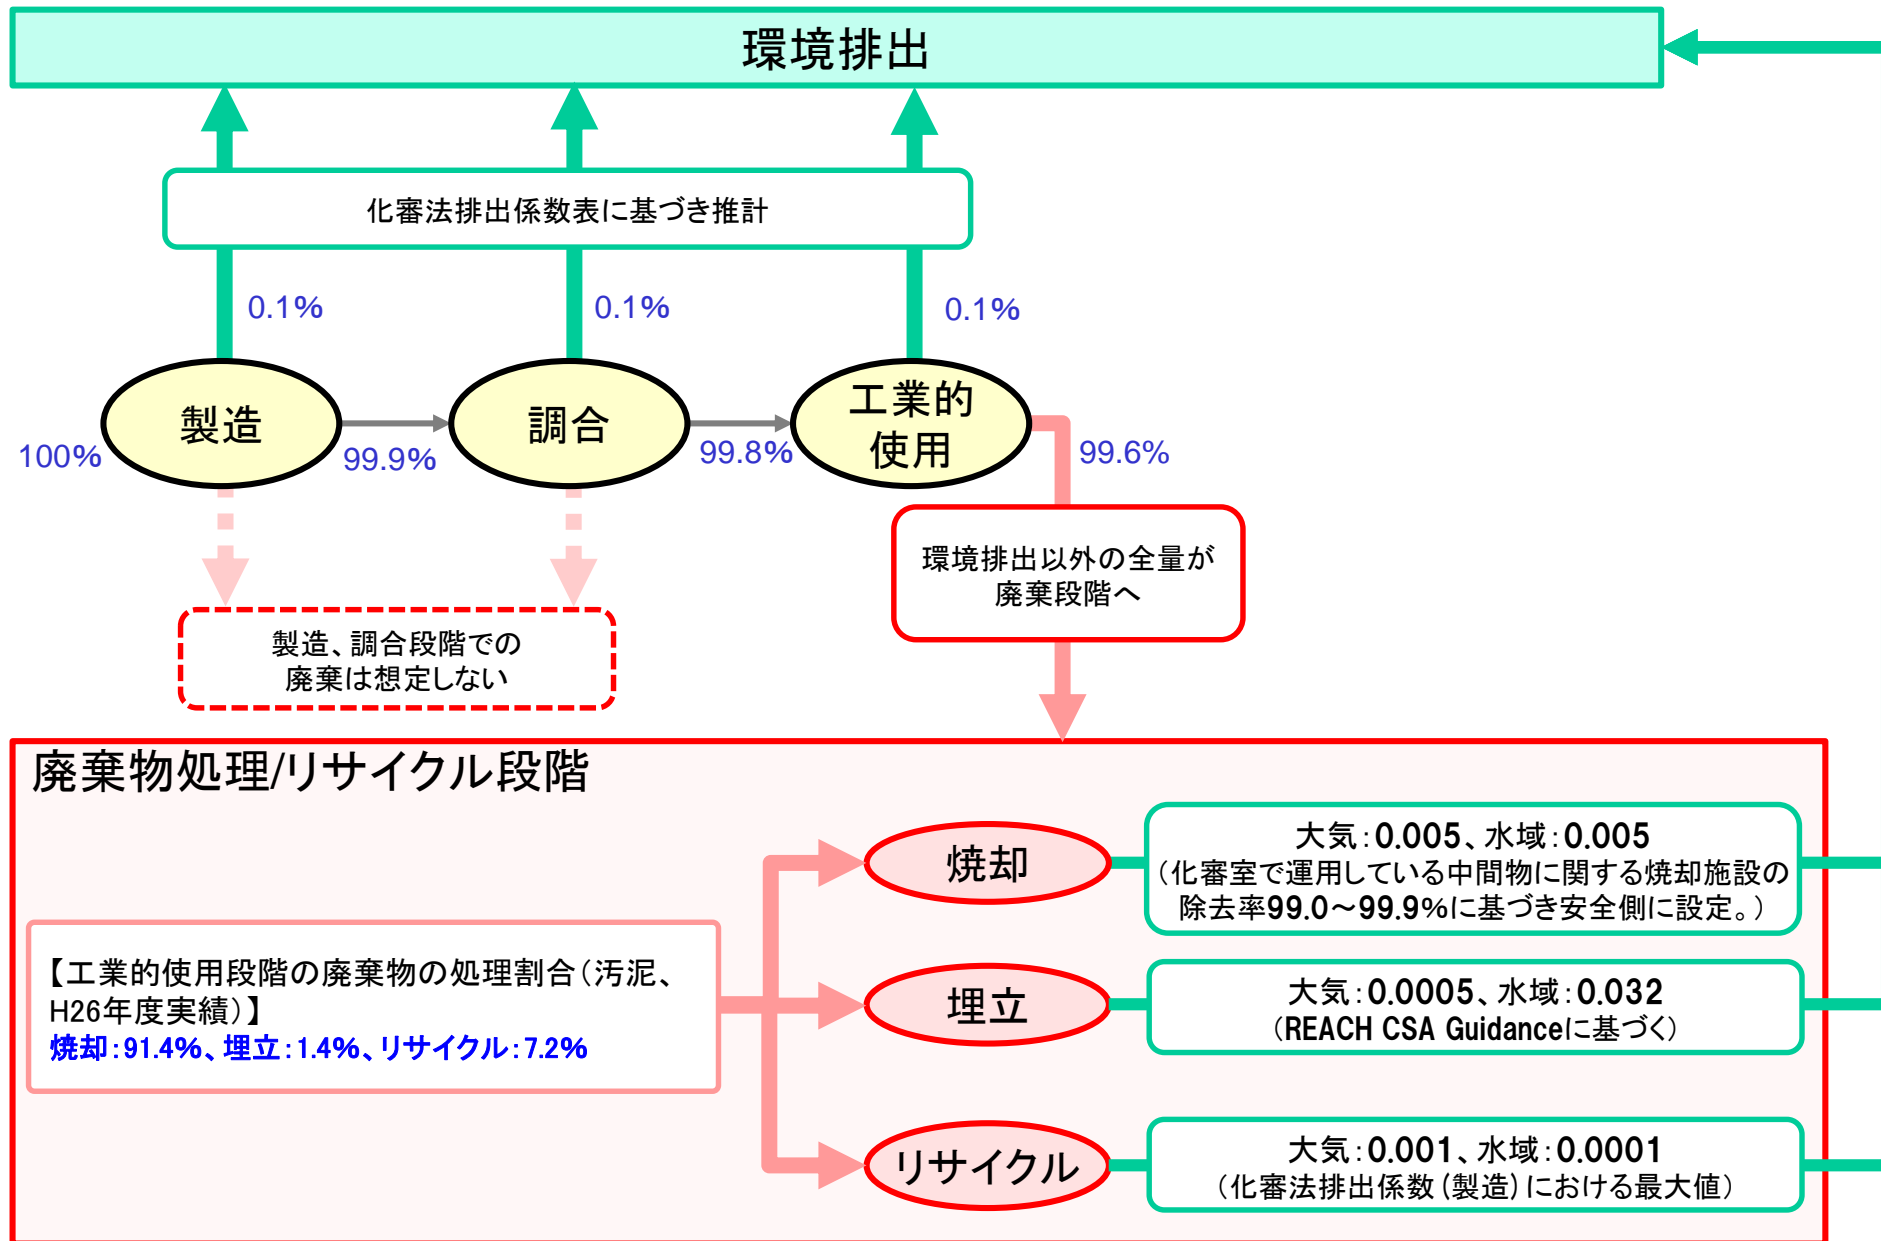 環境排出
化審法排出係数表に基づき推計
0.1%
0.1%
0.1%
製造
調合
工業的
使用
100%
99.9%
99.8%
99.6%
環境排出以外の全量が
廃棄段階へ
製造、調合段階での
廃棄は想定しない
廃棄物処理/リサイクル段階
【工業的使用段階の廃棄物の処理割合（汚泥、
H26年度実績）】
焼却：91.4%、埋立：1.4%、リサイクル：7.2%
焼却
大気：0.005、水域：0.005
（化審室で運用している中間物に関する焼却施設の
除去率99.0～99.9%に基づき安全側に設定。）
埋立
大気：0.0005、水域：0.032
（REACH CSA Guidanceに基づく）
リサイクル
大気：0.001、水域：0.0001
（化審法排出係数（製造）における最大値）